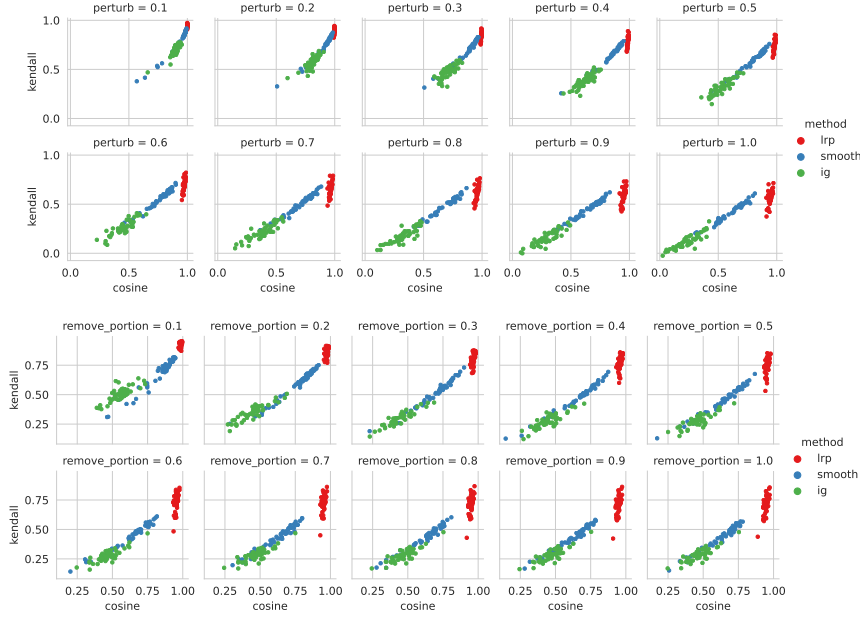 perturb = 0.1 perturb = 0.2 perturb = 0.3 perturb = 0.4 perturb = 0.5
1.0
0.5
0.0
kendall
perturb = 0.6 perturb = 0.7 perturb = 0.8 perturb = 0.9 perturb = 1.0
1.0
0.5
0.0
kendall
0.0 0.5 1.0 0.0 0.5 1.0 0.0 0.5 1.0 0.0 0.5 1.0 0.0 0.5 1.0
cosine cosine cosine cosine cosine
method
lrp
smooth
ig
remove_portion = 0.1 remove_portion = 0.2 remove_portion = 0.3 remove_portion = 0.4 remove_portion = 0.5
0.75
0.50
0.25
kendall
remove_portion = 0.6 remove_portion = 0.7 remove_portion = 0.8 remove_portion = 0.9 remove_portion = 1.0
0.75
0.50
0.25
kendall
0.25 0.50 0.75 1.00 0.25 0.50 0.75 1.00 0.25 0.50 0.75 1.00 0.25 0.50 0.75 1.00 0.25 0.50 0.75 1.00
cosine cosine cosine cosine cosine
method
lrp
smooth
ig